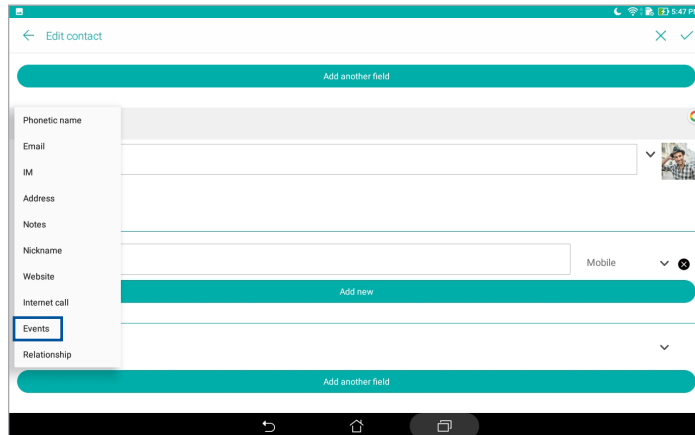 5:47 PM
Edit contact
Add another field
Phonetic name
Email
IM
Address
Notes
Nickname
Website
Internet call
Events
Relationship
Mobile
Add new
Add another field